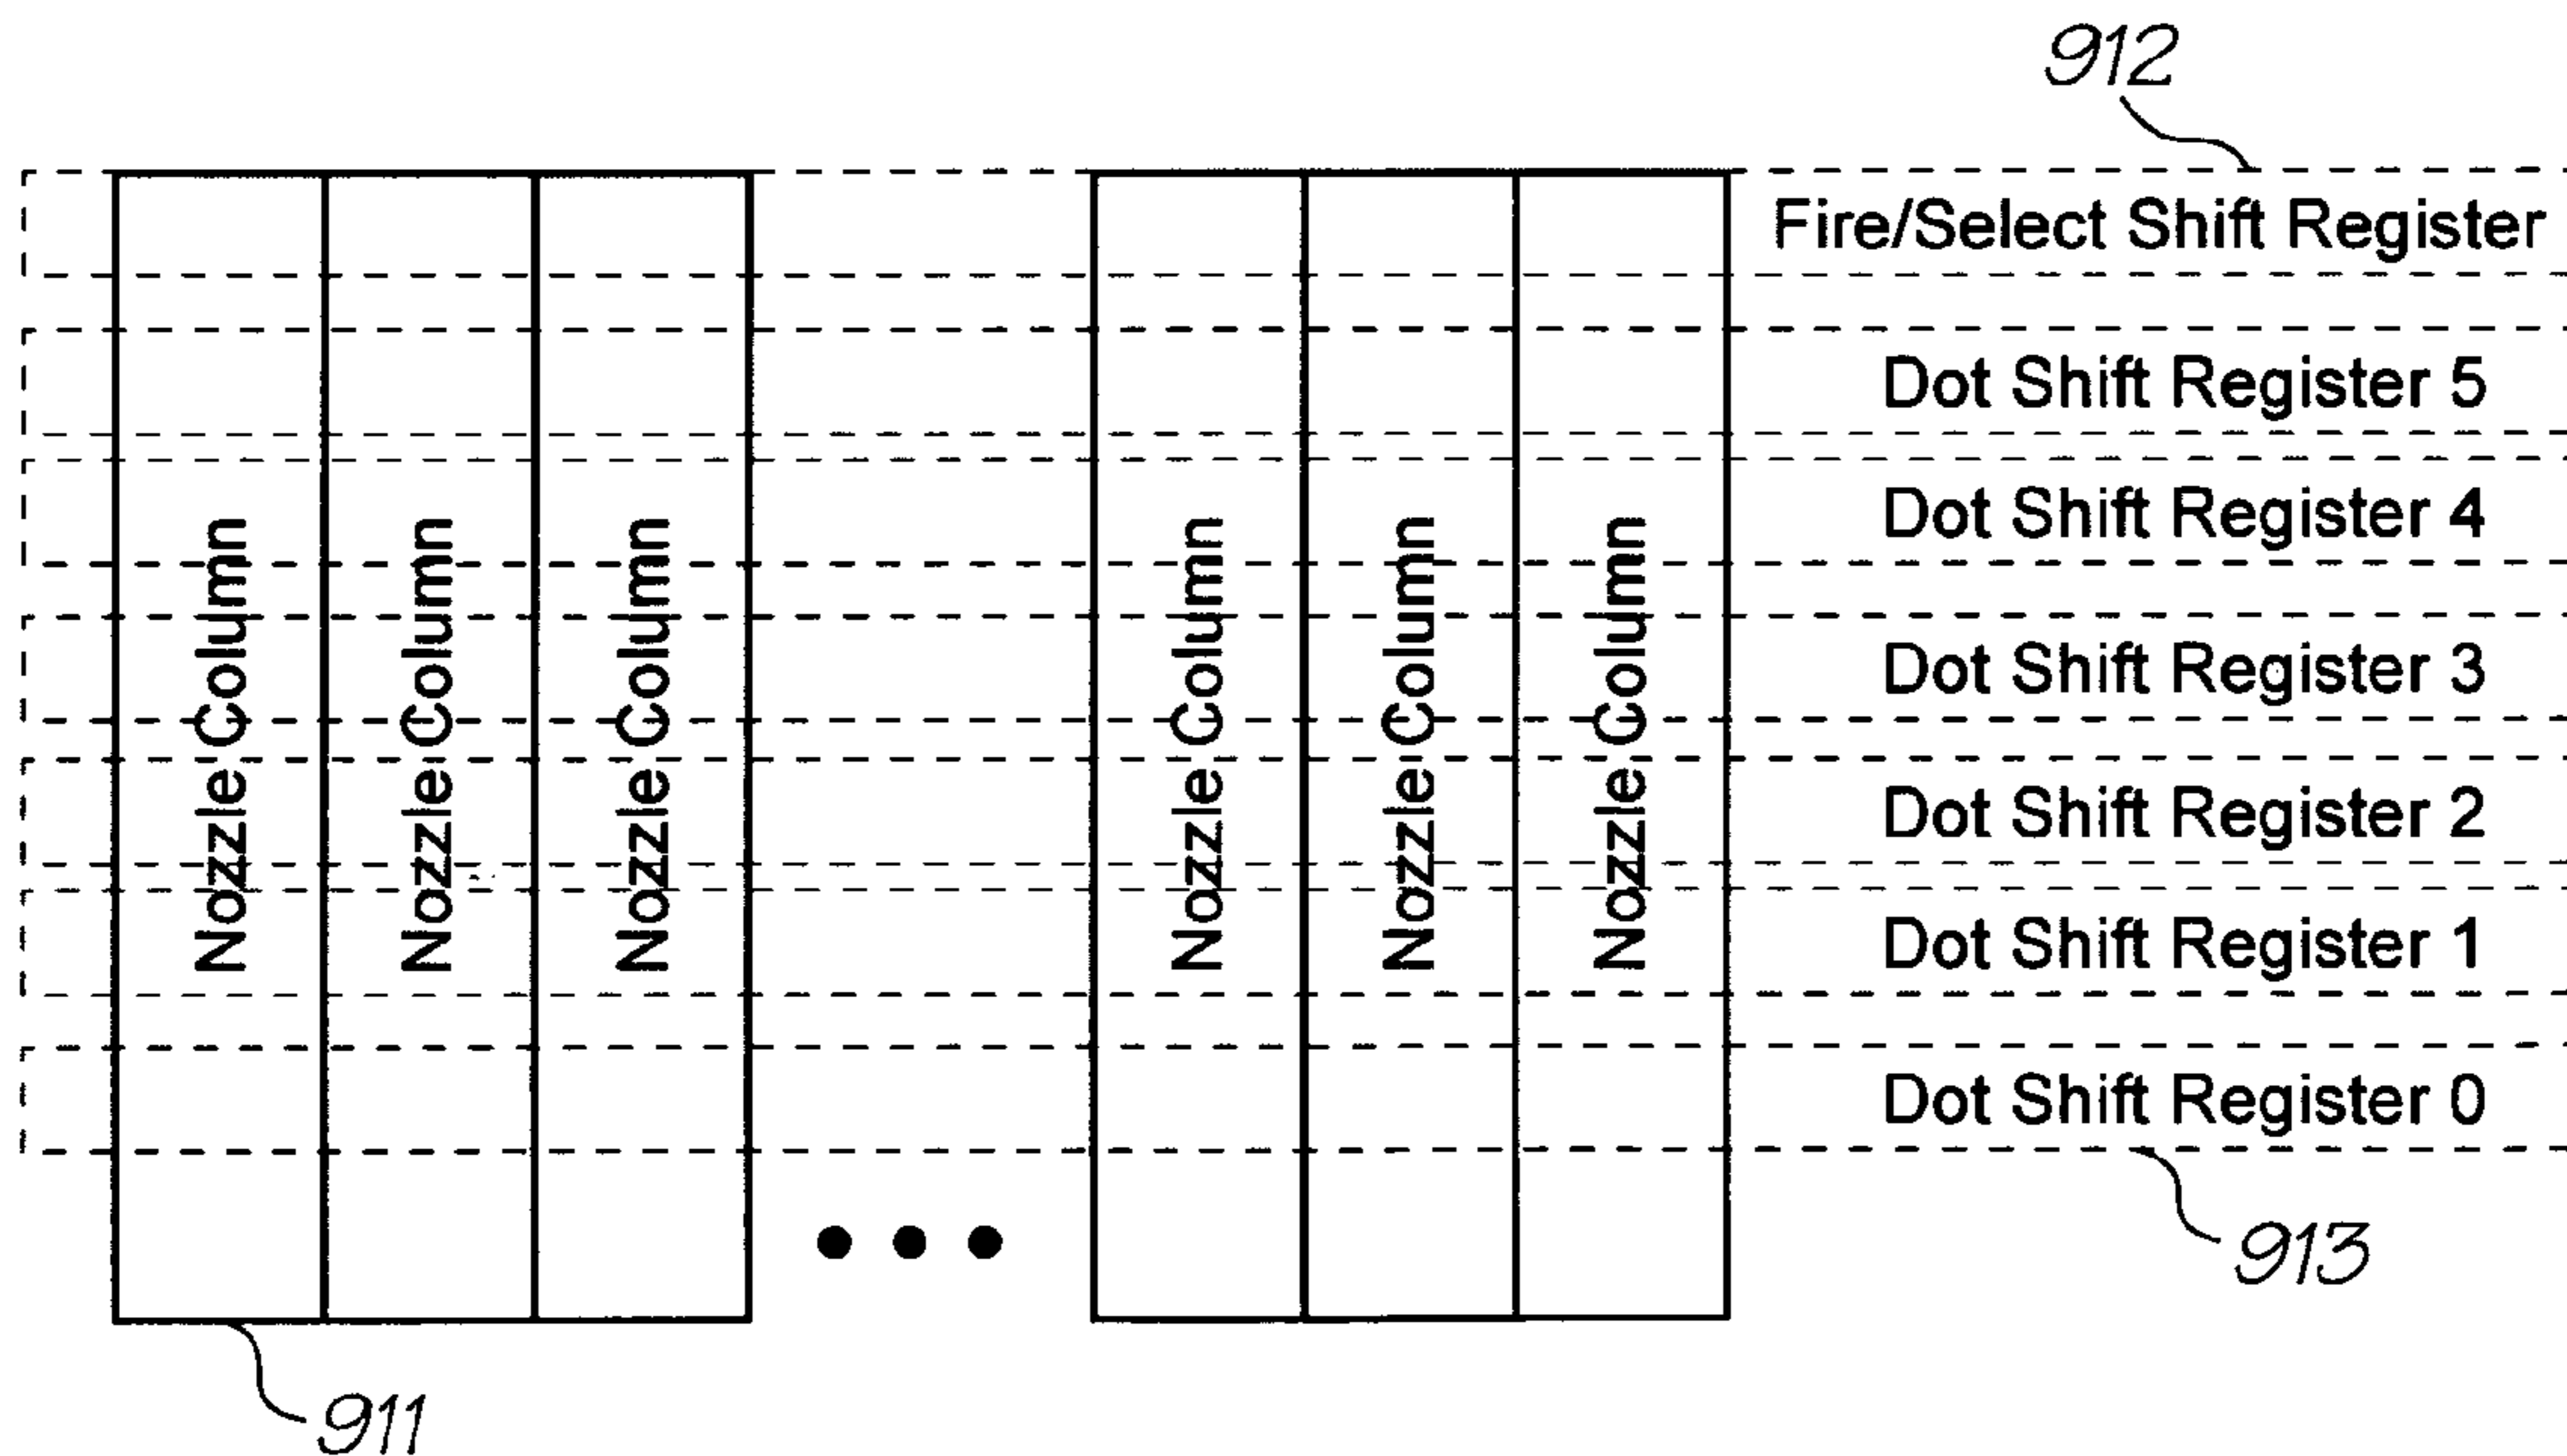 912
Fire/Select Shift Register
Dot Shift Register 5
Dot Shift Register 4
Dot Shift Register 3
Dot Shift Register 2
Dot Shift Register 1
Dot Shift Register 0
Nozzle Column
Nozzle Column
Nozzle Column
Nozzle Column
Nozzle Column
Nozzle Column
913
911